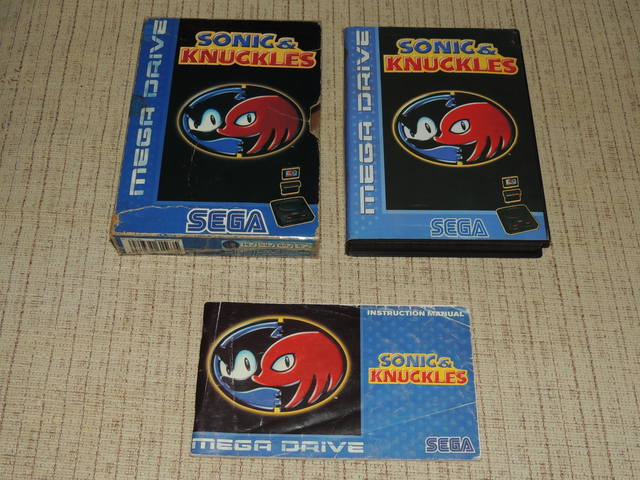 MEGA DRIVE
SONIC &
KNUCKLES
SEGA
MEGA DRIVE
SONIC &
KNUCKLES
SEGA
INSTRUCTION MANUAL
SONIC &
KNUCKLES
MEGA DRIVE
SEGA